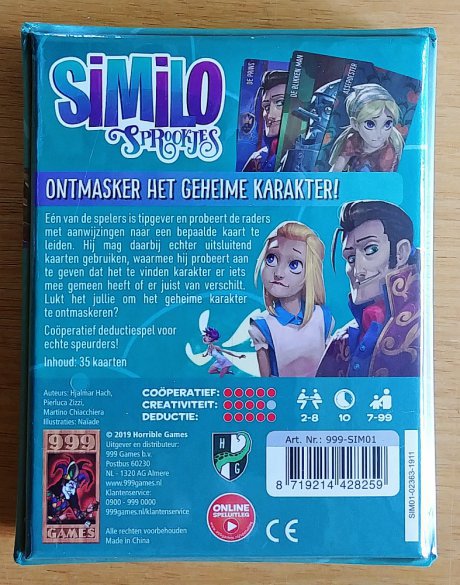 SiMiLO
SPROOKJES
DE PRINS
DE BLIKKEN MAN
ASSEPOESTER
ONTMASKER HET GEHEIME KARAKTER!
Eén van de spelers is tipgever en probeert de raders
met aanwijzingen naar een bepaalde kaart te
leiden. Hij mag daarbij echter uitsluitend
kaarten gebruiken, waarmee hij probeert aan
te geven dat het te vinden karakter er iets
mee gemeen heeft of er juist van verschilt.
Lukt het jullie om het geheime karakter
te ontmaskeren?
Coöperatief deductiespel voor
echte speurders!
Inhoud: 35 kaarten
Auteurs: Hjalmar Hach,
Pierluca Zizzi,
Martino Chiacchiera
Illustraties: Naïade
COÖPERATIEF:
CREATIVITEIT:
DEDUCTIE:
2-8
10
7-99
999
GAMES
© 2019 Horrible Games
Uitgever en distributeur:
999 Games b.v.
Postbus 60230
NL - 1320 AG Almere
www.999games.nl
Klantenservice:
0900 - 999 0000
999games.nl/klantenservice
Alle rechten voorbehouden
Made in China
H
G
ONLINE
SPELUITLEG
CE
Art. Nr.: 999-SIM01
8 719214 428259
SIM01-02363-1911